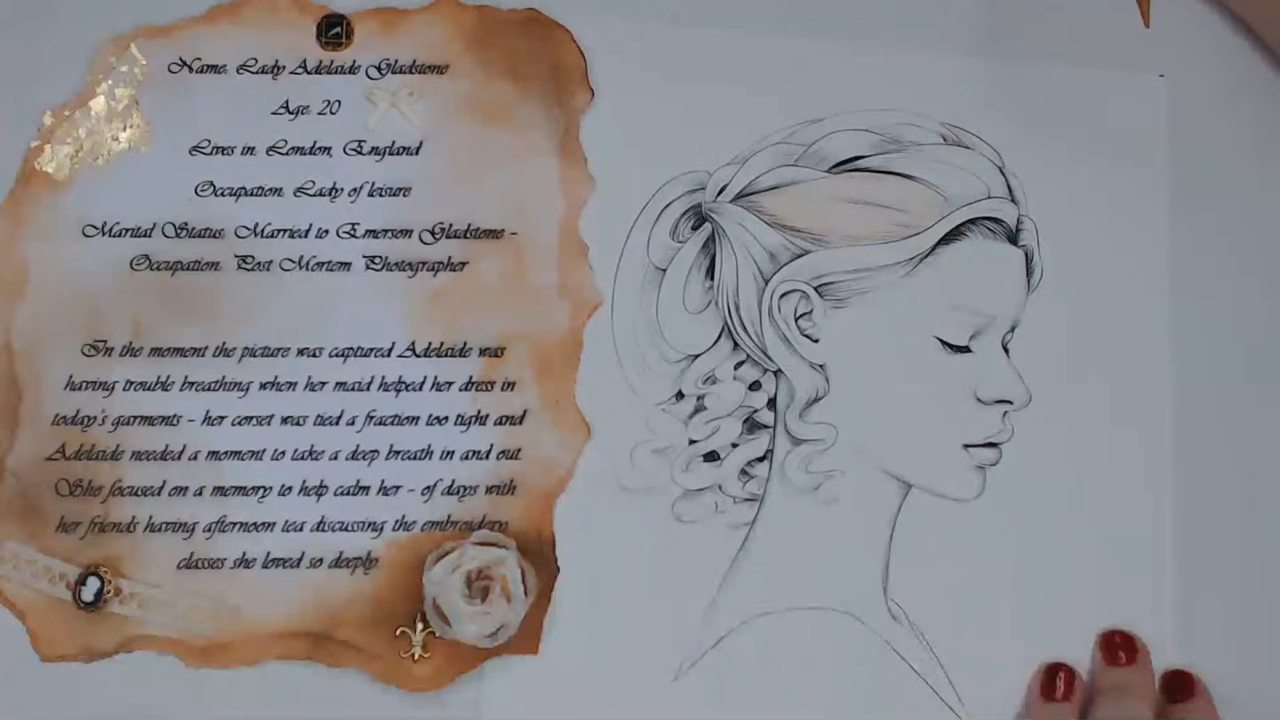 Name: Lady Adelaide Gladstone
Age: 20
Lives in: London, England
Occupation: Lady of leisure
Marital Status: Married to Emerson Gladstone -
Occupation: Post Mortem Photographer
In the moment the picture was captured Adelaide was
having trouble breathing when her maid helped her dress in
today's garments - her corset was tied a fraction too tight and
Adelaide needed a moment to take a deep breath in and out.
She focused on a memory to help calm her - of days with
her friends having afternoon tea discussing the embroidery
classes she loved so deeply.